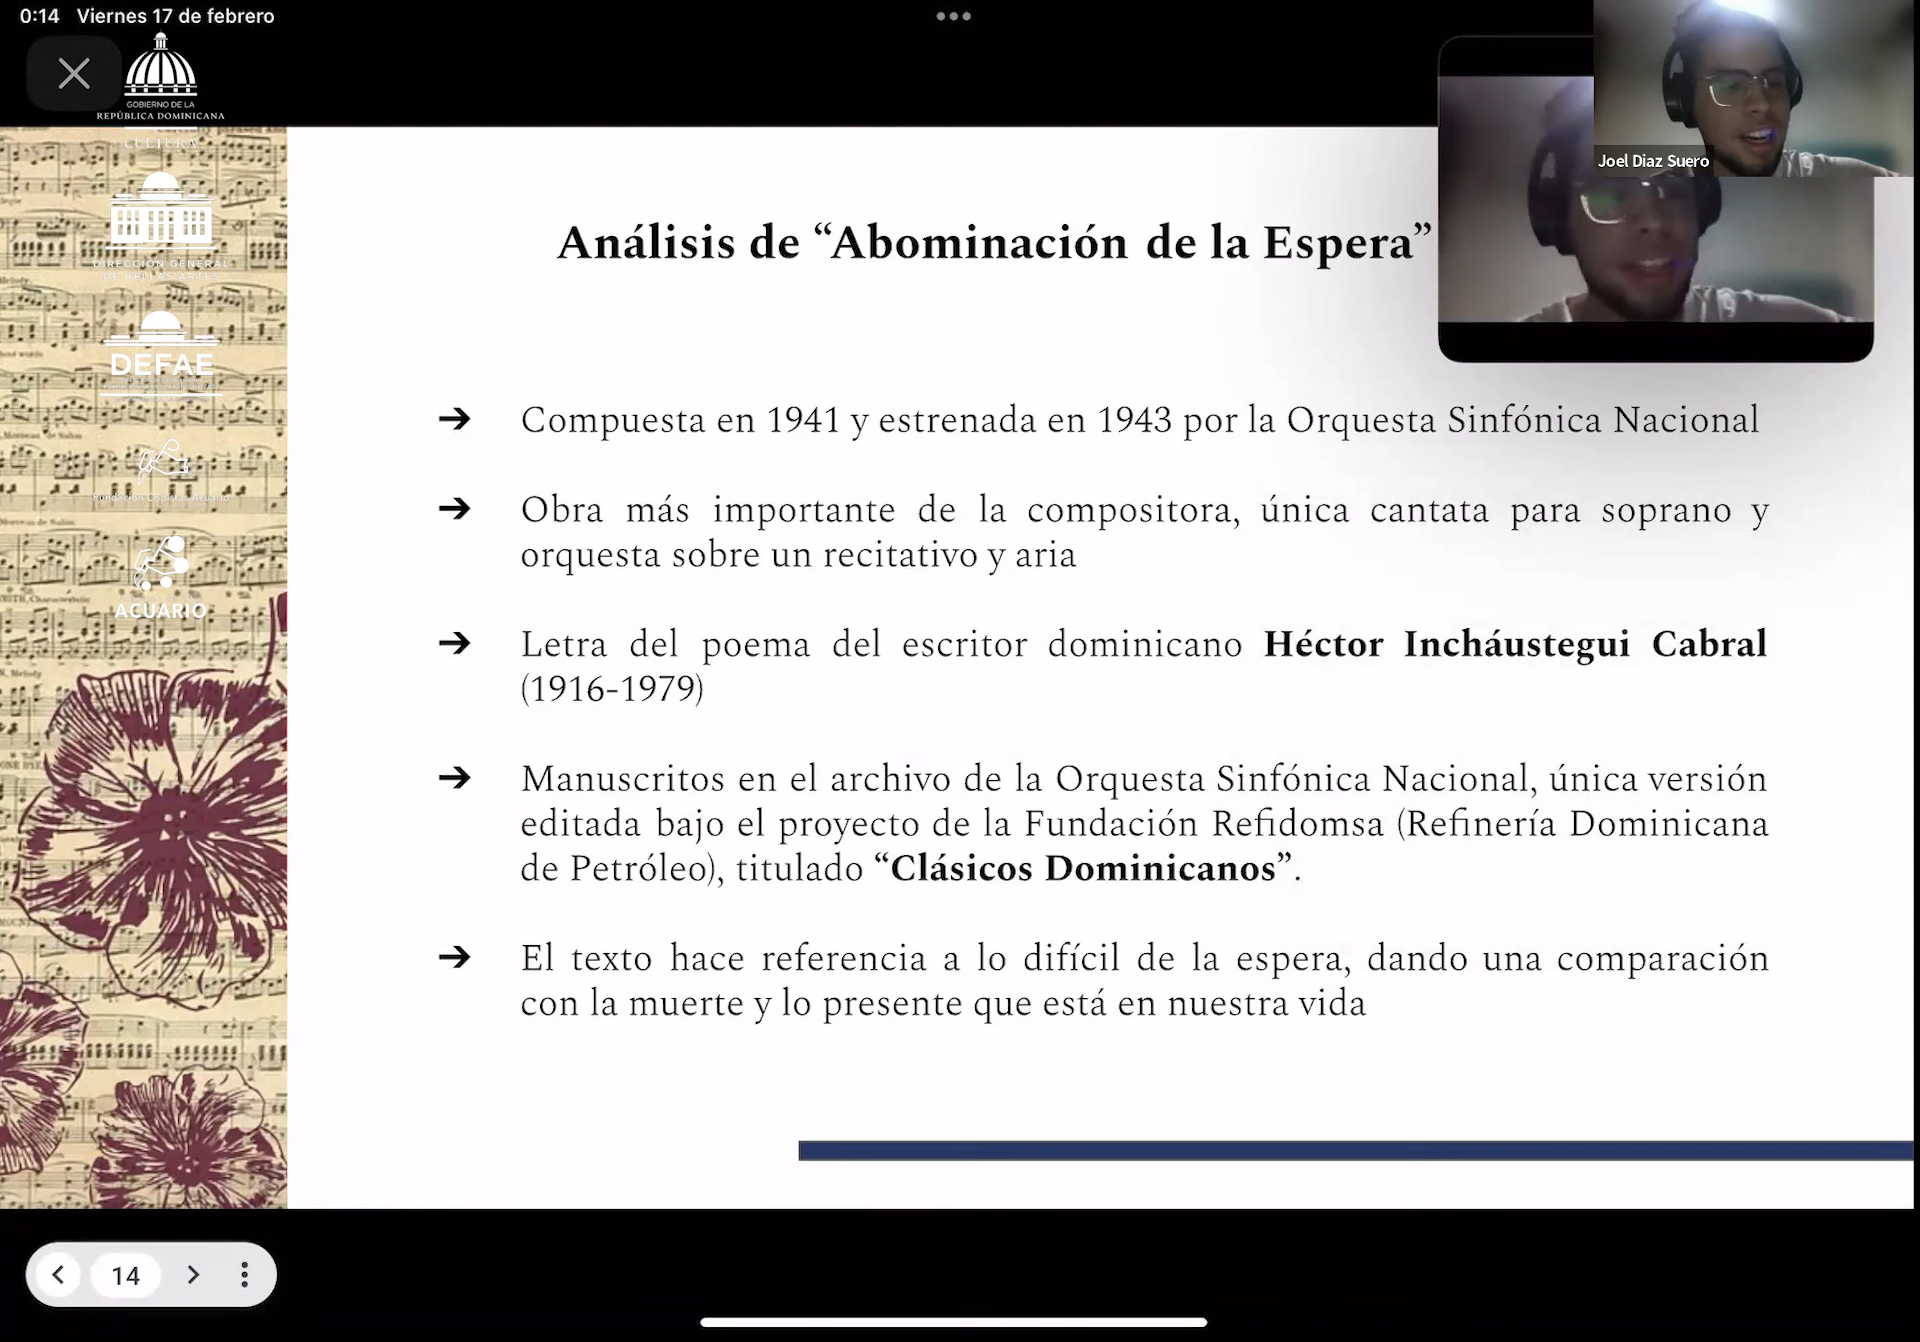 0:14 Viernes 17 de febrero
GOBIERNO DE LA
REPÚBLICA DOMINICANA
CULTURA
DIRECCIÓN GENERAL
DE BELLAS ARTES
DEFAE
Fundación Copistas Acuario
ACUARIO
Joel Diaz Suero
Análisis de “Abominación de la Espera”
➔ Compuesta en 1941 y estrenada en 1943 por la Orquesta Sinfónica Nacional
➔ Obra más importante de la compositora, única cantata para soprano y
orquesta sobre un recitativo y aria
➔ Letra del poema del escritor dominicano Héctor Incháustegui Cabral
(1916-1979)
➔ Manuscritos en el archivo de la Orquesta Sinfónica Nacional, única versión
editada bajo el proyecto de la Fundación Refidomsa (Refinería Dominicana
de Petróleo), titulado “Clásicos Dominicanos”.
➔ El texto hace referencia a lo difícil de la espera, dando una comparación
con la muerte y lo presente que está en nuestra vida
14